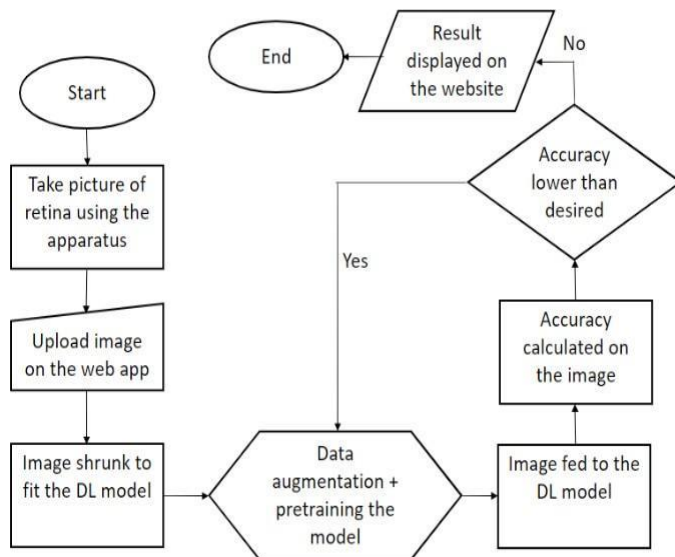 Start
Take picture of
retina using the
apparatus
Upload image
on the web app
Image shrunk to
fit the DL model
Data
augmentation +
pretraining the
model
Image fed to the
DL model
Accuracy
calculated on
the image
Accuracy
lower than
desired
Yes
No
Result
displayed on
the website
End